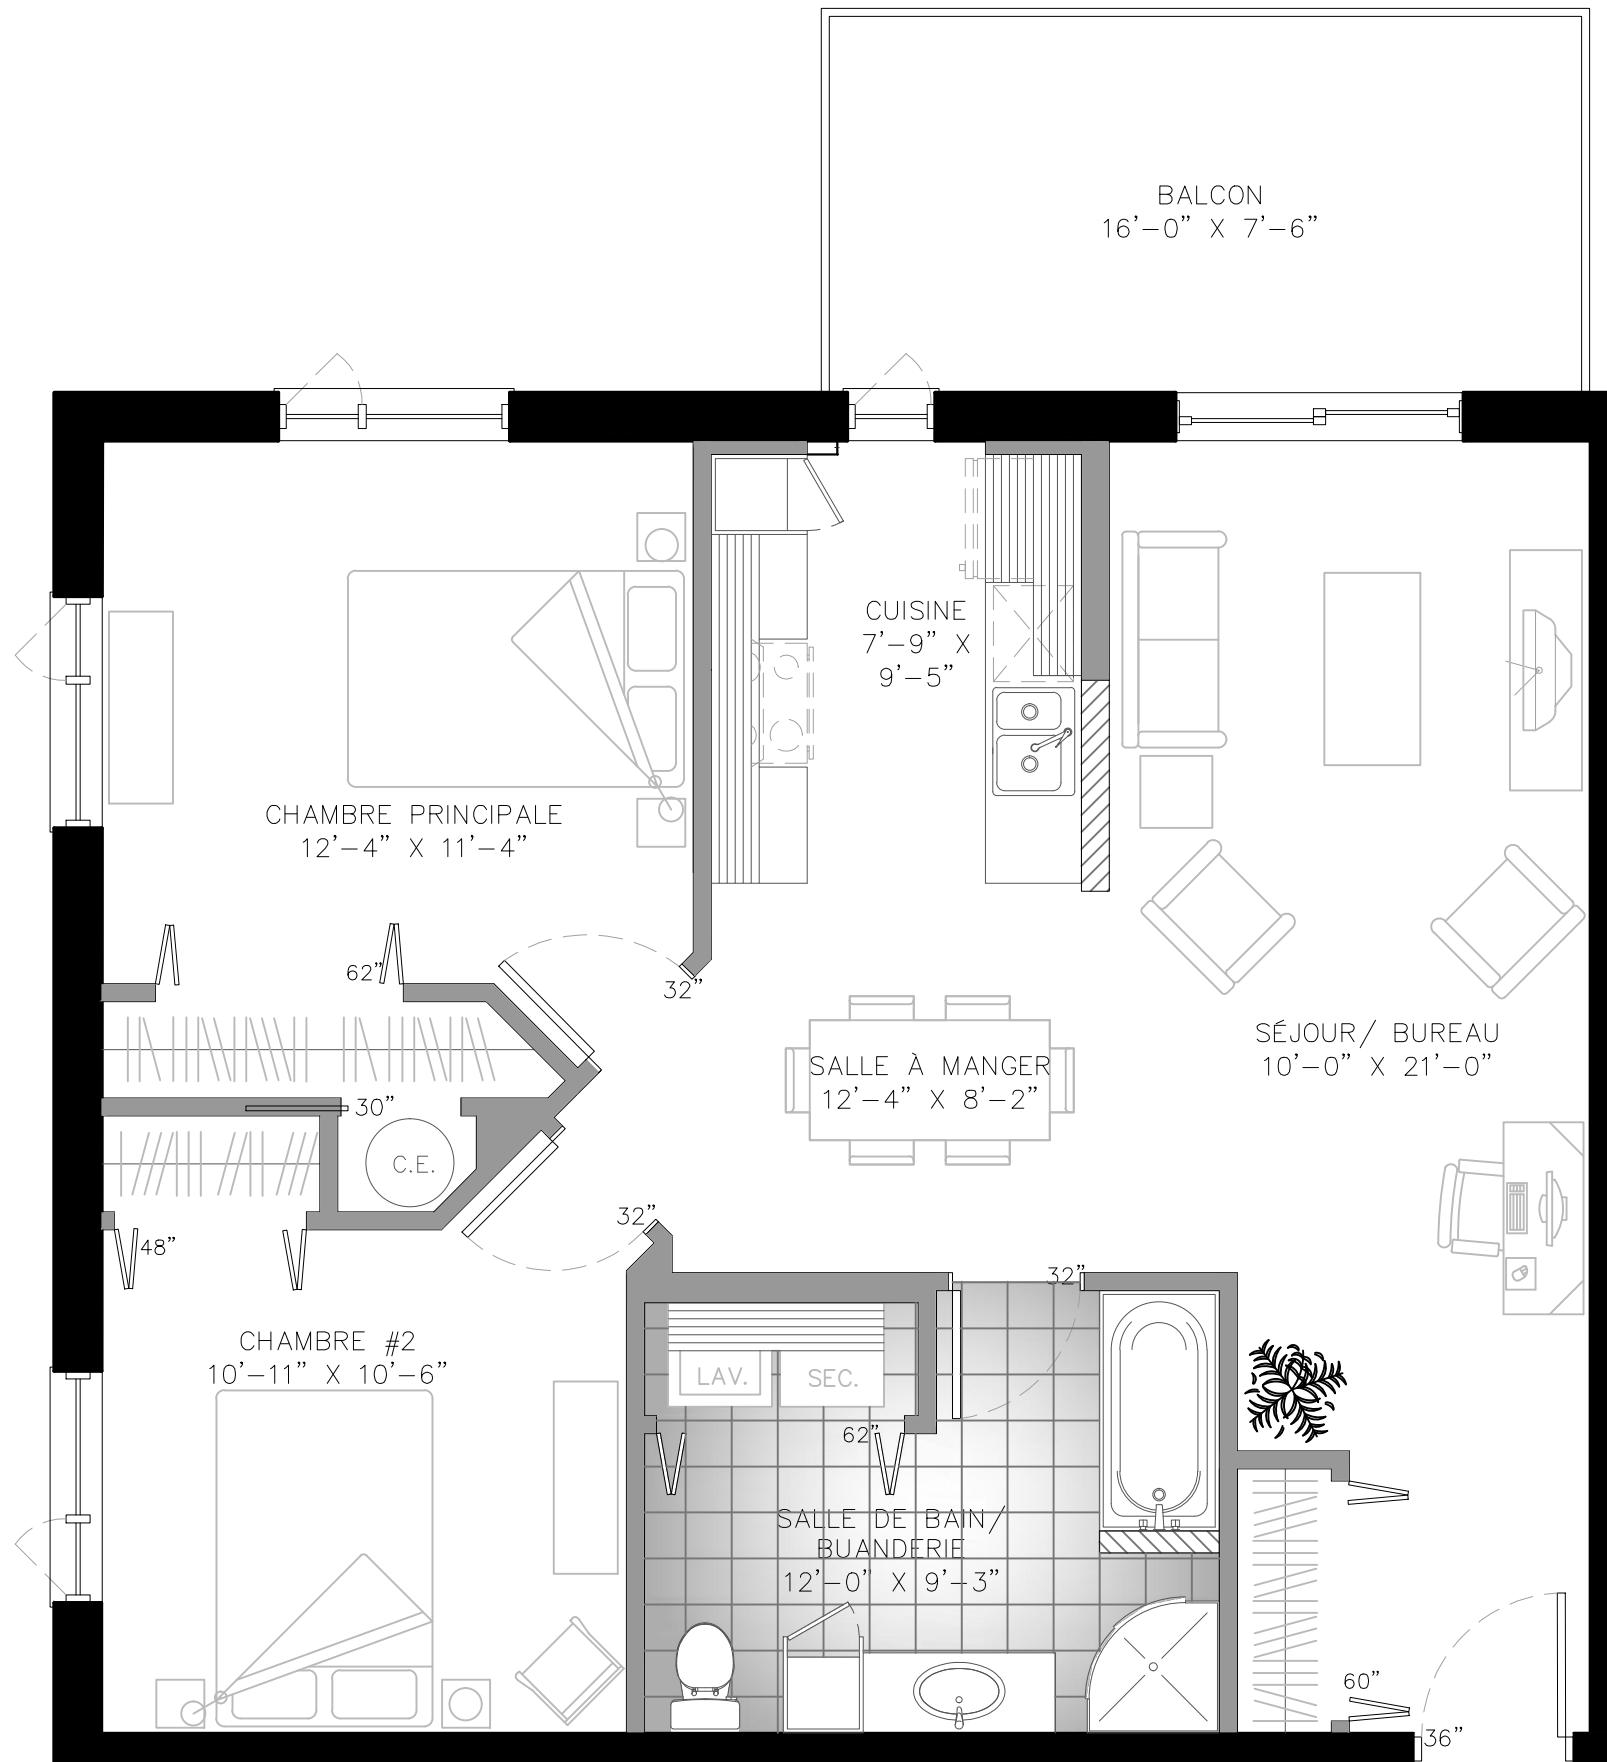 BALCON
16'-0" X 7'-6"
CUISINE
7'-9" X
9'-5"
CHAMBRE PRINCIPALE
12'-4" X 11'-4"
62"
32"
SÉJOUR/ BUREAU
10'-0" X 21'-0"
SALLE À MANGER
12'-4" X 8'-2"
30"
C.E.
32"
48"
32"
CHAMBRE #2
10'-11" X 10'-6"
LAV.
SEC.
62"
SALLE DE BAIN/
BUANDERIE
12'-0" X 9'-3"
60"
36"